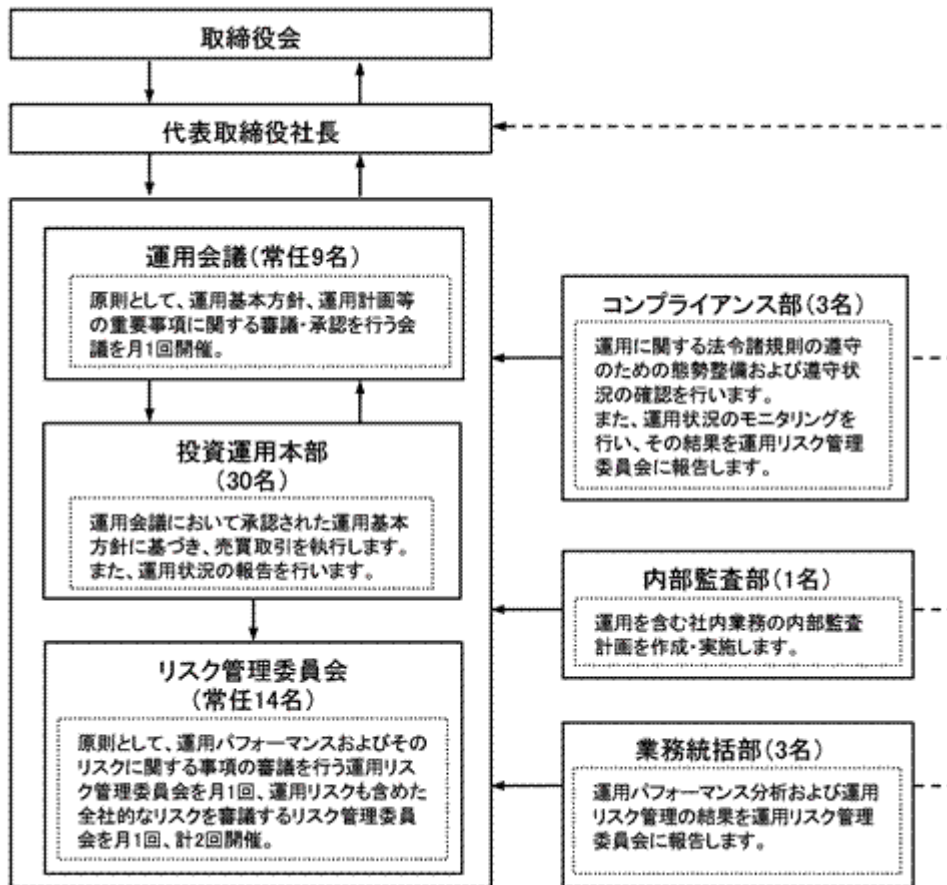 取締役会
代表取締役社長
運用会議(常任9名)
原則として、運用基本方針、運用計画等
の重要事項に関する審議・承認を行う会
議を月1回開催。
投資運用本部
(30名)
運用会議において承認された運用基本
方針に基づき、売買取引を執行します。
また、運用状況の報告を行います。
リスク管理委員会
(常任14名)
原則として、運用パフォーマンスおよびその
リスクに関する事項の審議を行う運用リス
ク管理委員会を月1回、運用リスクも含めた
全社的なリスクを審議するリスク管理委員
会を月1回、計2回開催。
コンプライアンス部(3名)
運用に関する法令諸規則の遵守
のための態勢整備および遵守状
況の確認を行います。
また、運用状況のモニタリングを
行い、その結果を運用リスク管理
委員会に報告します。
内部監査部(1名)
運用を含む社内業務の内部監査
計画を作成・実施します。
業務統括部(3名)
運用パフォーマンス分析および運用
リスク管理の結果を運用リスク管理
委員会に報告します。